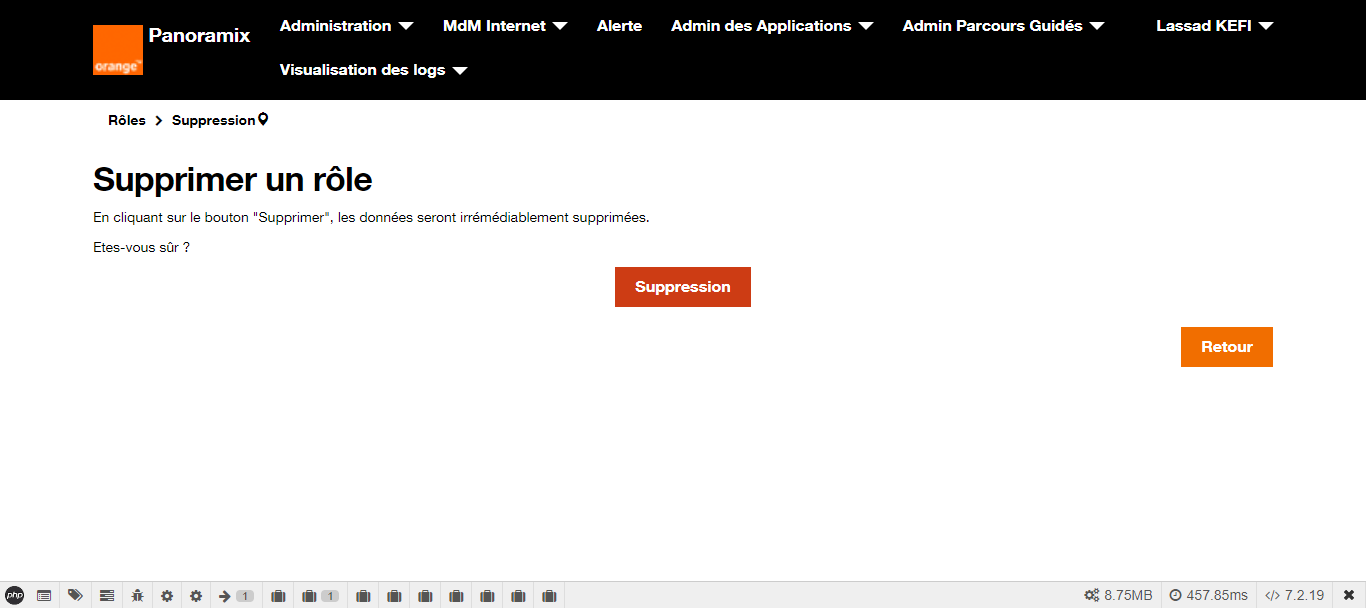 Panoramix
Administration
MdM Internet
Alerte
Admin des Applications
Admin Parcours Guidés
Lassad KEFI
orange™
Visualisation des logs
Rôles
Suppression
Supprimer un rôle
En cliquant sur le bouton "Supprimer", les données seront irrémédiablement supprimées.
Etes-vous sûr ?
Suppression
Retour
php
1
1
8.75MB
457.85ms
7.2.19